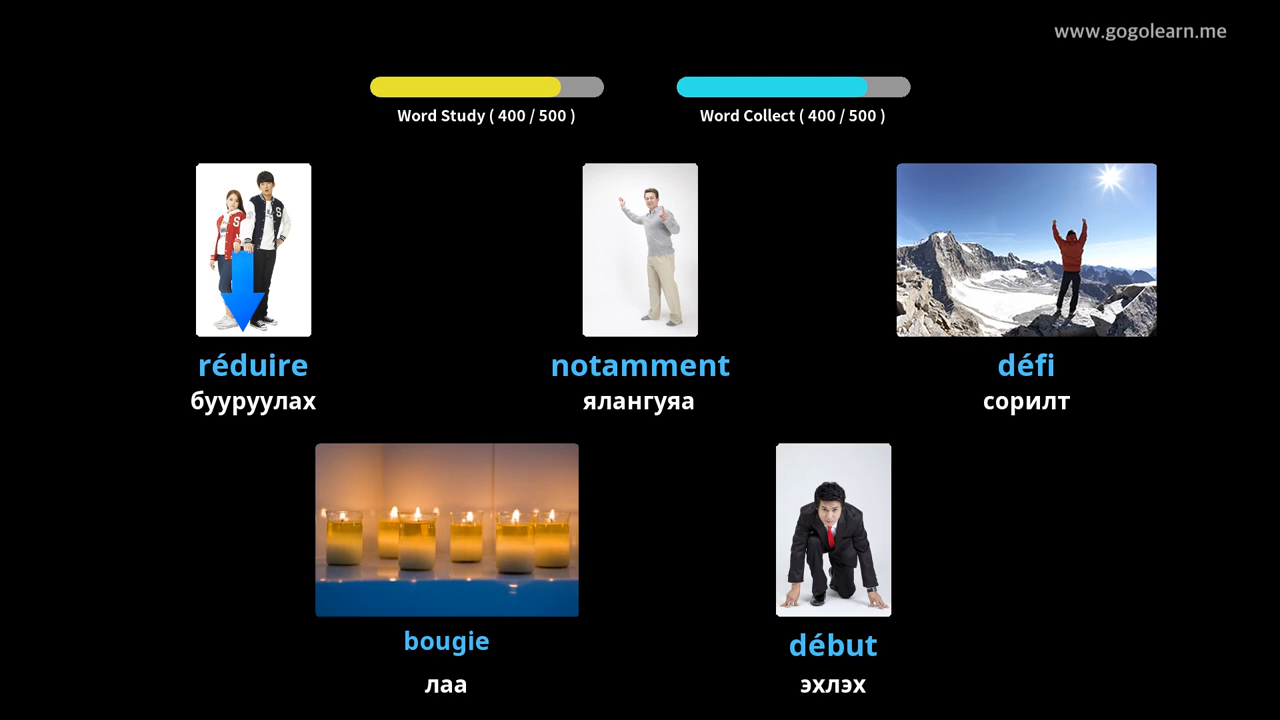 www.gogolearn.me
Word Study ( 400 / 500 )
Word Collect ( 400 / 500 )
S
S
réduire
бууруулах
notamment
ялангуяа
défi
сорилт
bougie
лаа
début
эхлэх